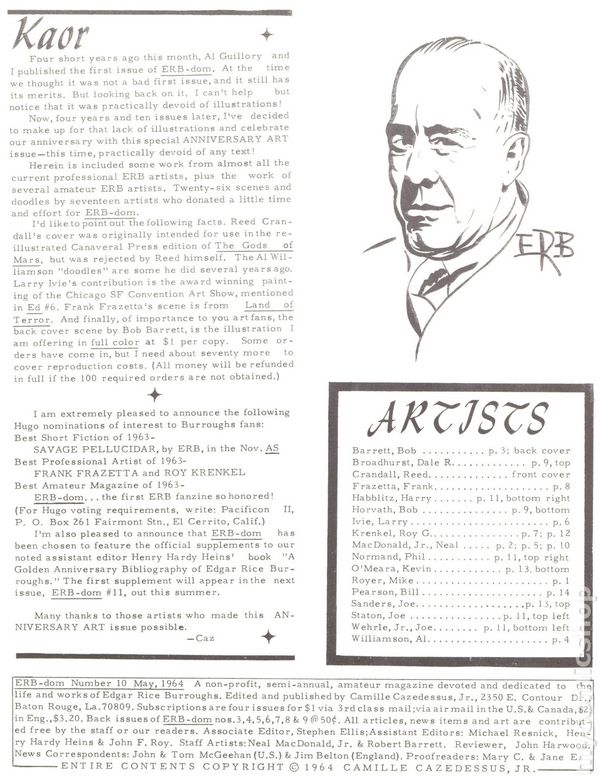 Kaor
Four short years ago this month, Al Guillory and
I published the first issue of ERB-dom. At the time
we thought it was not a bad first issue, and it still has
its merits. But looking back on it, I can't help but
notice that it was practically devoid of illustrations!
Now, four years and ten issues later, I've decided
to make up for that lack of illustrations and celebrate
our anniversary with this special ANNIVERSARY ART
issue—this time, practically devoid of any text!
Herein is included some work from almost all the
current professional ERB artists, plus the work of
several amateur ERB artists. Twenty-six scenes and
doodles by seventeen artists who donated a little time
and effort for ERB-dom.
I'd like to point out the following facts. Reed Cran-
dall's cover was originally intended for use in the re-
illustrated Canaveral Press edition of The Gods of
Mars, but was rejected by Reed himself. The Al Wil-
liamson "doodles" are some he did several years ago.
Larry Ivie's contribution is the award winning paint-
ing of the Chicago SF Convention Art Show, mentioned
in Ed #6. Frank Frazetta's scene is from Land of
Terror. And finally, of importance to you art fans, the
back cover scene by Bob Barrett, is the illustration I
am offering in full color at $1 per copy. Some or-
ders have come in, but I need about seventy more to
cover reproduction costs. (All money will be refunded
in full if the 100 required orders are not obtained.)
I am extremely pleased to announce the following
Hugo nominations of interest to Burroughs fans:
Best Short Fiction of 1963-
SAVAGE PELLUCIDAR, by ERB, in the Nov. AS
Best Professional Artist of 1963-
FRANK FRAZETTA and ROY KRENKEL
Best Amateur Magazine of 1963-
ERB-dom... the first ERB fanzine so honored!
(For Hugo voting requirements, write: Pacificon II,
P. O. Box 261 Fairmont Stn., El Cerrito, Calif.)
I'm also pleased to announce that ERB-dom has
been chosen to feature the official supplements to our
noted assistant editor Henry Hardy Heins' book "A
Golden Anniversary Bibliography of Edgar Rice Bur-
roughs." The first supplement will appear in the next
issue, ERB-dom #11, out this summer.
Many thanks to those artists who made this AN-
NIVERSARY ART issue possible.
—Caz
ERB
ARTISTS
Barrett, Bob ........... p. 3; back cover
Broadhurst, Dale R............. p. 9, top
Crandall, Reed............... front cover
Frazetta, Frank.................... p. 8
Habblitz, Harry ....... p. 11, bottom right
Horvath, Bob ............... p. 9, bottom
Ivie, Larry ........................ p. 6
Krenkel, Roy G.............. p. 7; p. 12
MacDonald, Jr., Neal ..... p. 2; p. 5; p. 10
Normand, Phil ......... p. 11, top right
O'Meara, Kevin ............ p. 13, bottom
Royer, Mike ....................... p. 1
Pearson, Bill ..................... p. 14
Sanders, Joe.................. p. 13, top
Staton, Joe ............... p. 11, top left
Wehrle, Jr., Joe........ p. 11, bottom left
Williamson, Al..................... p. 4
ERB-dom Number 10 May, 1964 A non-profit, semi-annual, amateur magazine devoted and dedicated to the
life and works of Edgar Rice Burroughs. Edited and published by Camille Cazedessus, Jr., 2350 E. Contour Dr.,
Baton Rouge, La. 70809. Subscriptions are four issues for $1 via 3rd class mail; via air mail in the U.S. & Canada, $2
in Eng., $3.20. Back issues of ERB-dom nos. 3,4,5,6,7,8 & 9 @ 50¢. All articles, news items and art are contribut-
ed free by the staff or our readers. Associate Editor, Stephen Ellis; Assistant Editors: Michael Resnick, Hen-
ry Hardy Heins & John F. Roy. Staff Artists: Neal MacDonald, Jr. & Robert Barrett. Reviewer, John Harwood.
News Correspondents: John & Tom McGeehan (U.S.) & Jim Belton (England). Proofreaders: Mary C. & Jane E.
ENTIRE CONTENTS COPYRIGHT © 1964 CAMILLE CAZEDESSUS, JR.